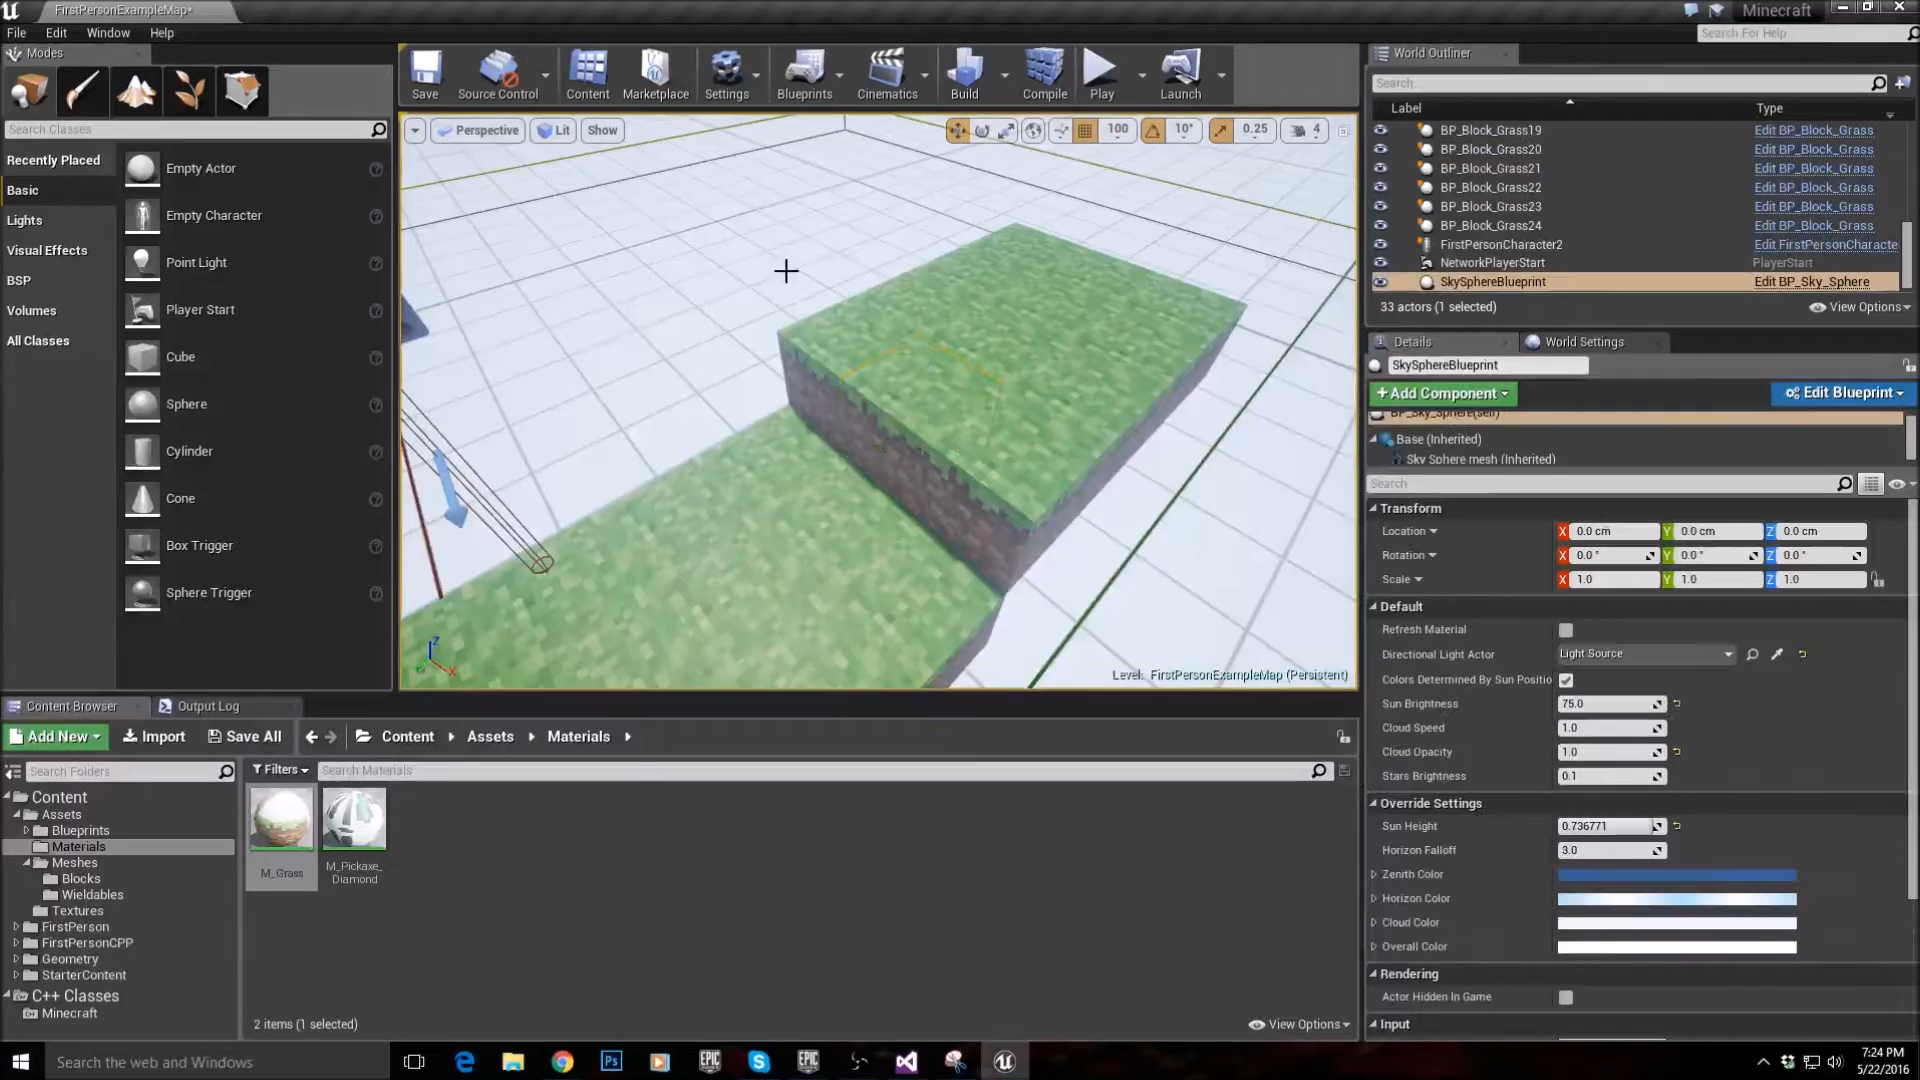 FirstPersonExampleMap*
Minecraft
File Edit Window Help
Search For Help
Modes
Search Classes
Recently Placed
Basic
Lights
Visual Effects
BSP
Volumes
All Classes
Empty Actor
Empty Character
Point Light
Player Start
Cube
Sphere
Cylinder
Cone
Box Trigger
Sphere Trigger
Save
Source Control
Content
Marketplace
Settings
Blueprints
Cinematics
Build
Compile
Play
Launch
Perspective Lit Show
100 10° 0.25 4
Z
X
Level: FirstPersonExampleMap (Persistent)
World Outliner
Search...
Label Type
BP_Block_Grass19 Edit BP_Block_Grass
BP_Block_Grass20 Edit BP_Block_Grass
BP_Block_Grass21 Edit BP_Block_Grass
BP_Block_Grass22 Edit BP_Block_Grass
BP_Block_Grass23 Edit BP_Block_Grass
BP_Block_Grass24 Edit BP_Block_Grass
FirstPersonCharacter2 Edit FirstPersonCharacte
NetworkPlayerStart PlayerStart
SkySphereBlueprint Edit BP_Sky_Sphere
33 actors (1 selected) View Options
Details World Settings
SkySphereBlueprint
+ Add Component Edit Blueprint
BP_Sky_Sphere(self)
Base (Inherited)
Sky Sphere mesh (Inherited)
Search
Transform
Location X 0.0 cm Y 0.0 cm Z 0.0 cm
Rotation X 0.0 ° Y 0.0 ° Z 0.0 °
Scale X 1.0 Y 1.0 Z 1.0
Default
Refresh Material
Directional Light Actor Light Source
Colors Determined By Sun Positio
Sun Brightness 75.0
Cloud Speed 1.0
Cloud Opacity 1.0
Stars Brightness 0.1
Override Settings
Sun Height 0.736771
Horizon Falloff 3.0
Zenith Color
Horizon Color
Cloud Color
Overall Color
Rendering
Actor Hidden In Game
Input
Content Browser Output Log
Add New Import Save All Content Assets Materials
Search Folders Filters Search Materials
Content
Assets
Blueprints
Materials
Meshes
Blocks
Wieldables
Textures
FirstPerson
FirstPersonCPP
Geometry
StarterContent
C++ Classes
Minecraft
M_Grass
M_Pickaxe_
Diamond
2 items (1 selected) View Options
Search the web and Windows
Ps
EPIC
EPIC
7:24 PM
5/22/2016